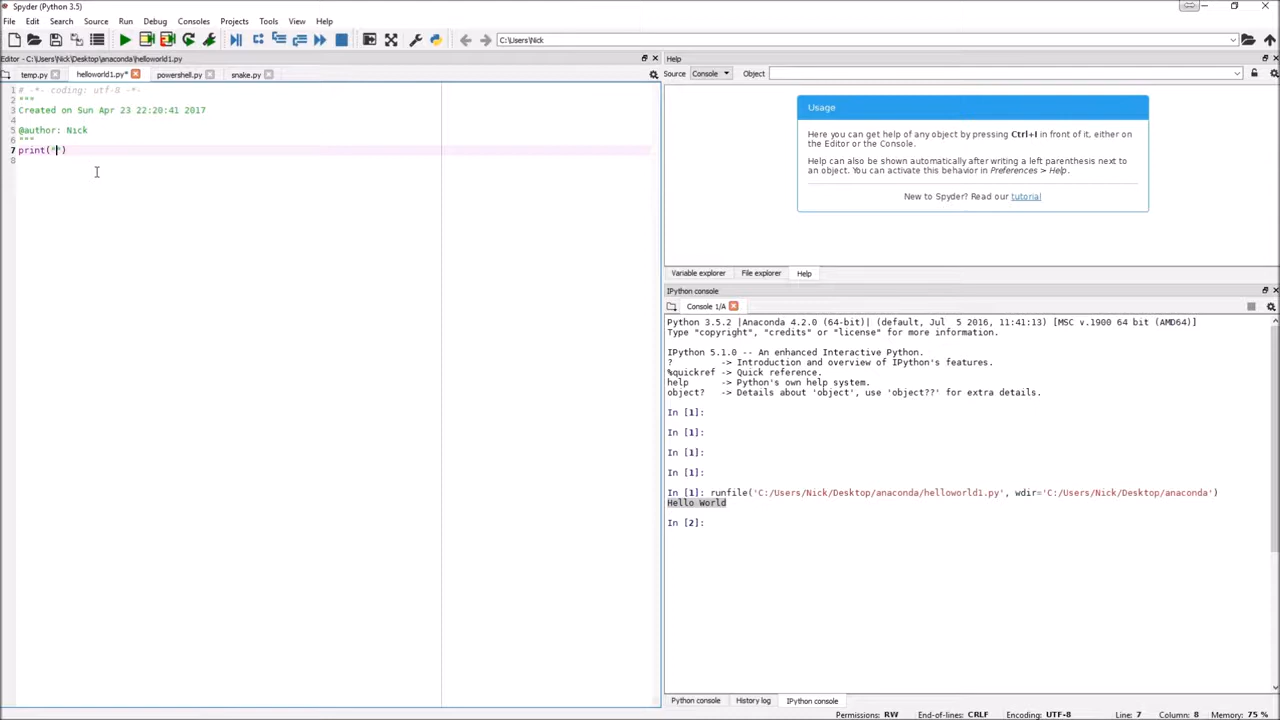 Spyder (Python 3.5)
File Edit Search Source Run Debug Consoles Projects Tools View Help
C:\Users\Nick
Editor - C:\Users\Nick\Desktop\anaconda\helloworld1.py
temp.py helloworld1.py* powershell.py snake.py
1 # -*- coding: utf-8 -*-
2 """
3 Created on Sun Apr 23 22:20:41 2017
4
5 @author: Nick
6 """
7 print("")
8
Help
Source Console Object
Usage
Here you can get help of any object by pressing Ctrl+I in front of it, either on
the Editor or the Console.
Help can also be shown automatically after writing a left parenthesis next to
an object. You can activate this behavior in Preferences > Help.
New to Spyder? Read our tutorial
Variable explorer File explorer Help
IPython console
Console 1/A
Python 3.5.2 |Anaconda 4.2.0 (64-bit)| (default, Jul 5 2016, 11:41:13) [MSC v.1900 64 bit (AMD64)]
Type "copyright", "credits" or "license" for more information.
IPython 5.1.0 -- An enhanced Interactive Python.
? -> Introduction and overview of IPython's features.
%quickref -> Quick reference.
help -> Python's own help system.
object? -> Details about 'object', use 'object??' for extra details.
In [1]:
In [1]:
In [1]:
In [1]:
In [1]: runfile('C:/Users/Nick/Desktop/anaconda/helloworld1.py', wdir='C:/Users/Nick/Desktop/anaconda')
Hello World
In [2]:
Python console History log IPython console
Permissions: RW End-of-lines: CRLF Encoding: UTF-8 Line: 7 Column: 8 Memory: 75 %